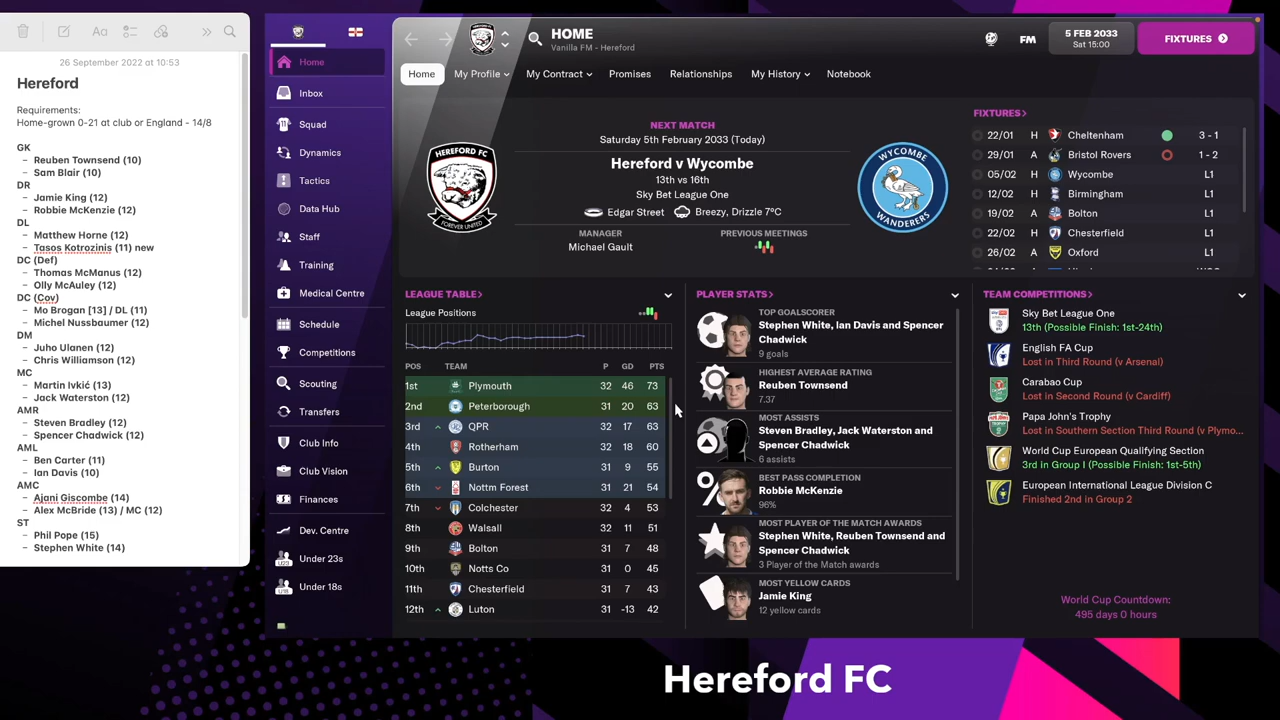 26 September 2022 at 10:53
Hereford
Requirements:
Home-grown 0-21 at club or England - 14/8
GK
- Reuben Townsend (10)
- Sam Blair (10)
DR
- Jamie King (12)
- Robbie McKenzie (12)
DL
- Matthew Horne (12)
- Tasos Kotrozinis (11) new
DC (Def)
- Thomas McManus (12)
- Olly McAuley (12)
DC (Cov)
- Mo Brogan [13] / DL (11)
- Michel Nussbaumer (12)
DM
- Juho Ulanen (12)
- Chris Williamson (12)
MC
- Martin Ivkić (13)
- Jack Waterston (12)
AMR
- Steven Bradley (12)
- Spencer Chadwick (12)
AML
- Ben Carter (11)
- Ian Davis (10)
AMC
- Ajani Giscombe (14)
- Alex McBride (13) / MC (12)
ST
- Phil Pope (15)
- Stephen White (14)
Home
Inbox
Squad
Dynamics
Tactics
Data Hub
Staff
Training
Medical Centre
Schedule
Competitions
Scouting
Transfers
Club Info
Club Vision
Finances
Dev. Centre
Under 23s
Under 18s
HOME
Vanilla FM - Hereford
FM
5 FEB 2033
Sat 15:00
FIXTURES
Home
My Profile
My Contract
Promises
Relationships
My History
Notebook
HEREFORD FC
FOREVER UNITED
NEXT MATCH
Saturday 5th February 2033 (Today)
Hereford v Wycombe
13th vs 16th
Sky Bet League One
Edgar Street Breezy, Drizzle 7°C
MANAGER
Michael Gault
PREVIOUS MEETINGS
WYCOMBE
WANDERERS
FIXTURES>
22/01 H Cheltenham 3 - 1
29/01 A Bristol Rovers 1 - 2
05/02 H Wycombe L1
12/02 H Birmingham L1
19/02 A Bolton L1
22/02 H Chesterfield L1
26/02 A Oxford L1
LEAGUE TABLE>
League Positions
POS TEAM P GD PTS
1st Plymouth 32 46 73
2nd Peterborough 31 20 63
3rd QPR 32 17 63
4th Rotherham 32 18 60
5th Burton 31 9 55
6th Nottm Forest 31 21 54
7th Colchester 32 4 53
8th Walsall 32 11 51
9th Bolton 31 7 48
10th Notts Co 31 0 45
11th Chesterfield 31 7 43
12th Luton 31 -13 42
PLAYER STATS>
TOP GOALSCORER
Stephen White, Ian Davis and Spencer
Chadwick
9 goals
HIGHEST AVERAGE RATING
Reuben Townsend
7.37
MOST ASSISTS
Steven Bradley, Jack Waterston and
Spencer Chadwick
6 assists
BEST PASS COMPLETION
Robbie McKenzie
96%
MOST PLAYER OF THE MATCH AWARDS
Stephen White, Reuben Townsend and
Spencer Chadwick
3 Player of the Match awards
MOST YELLOW CARDS
Jamie King
12 yellow cards
TEAM COMPETITIONS>
Sky Bet League One
13th (Possible Finish: 1st-24th)
English FA Cup
Lost in Third Round (v Arsenal)
Carabao Cup
Lost in Second Round (v Cardiff)
Papa John's Trophy
Lost in Southern Section Third Round (v Plymo...
World Cup European Qualifying Section
3rd in Group I (Possible Finish: 1st-5th)
European International League Division C
Finished 2nd in Group 2
World Cup Countdown:
495 days 0 hours
Hereford FC